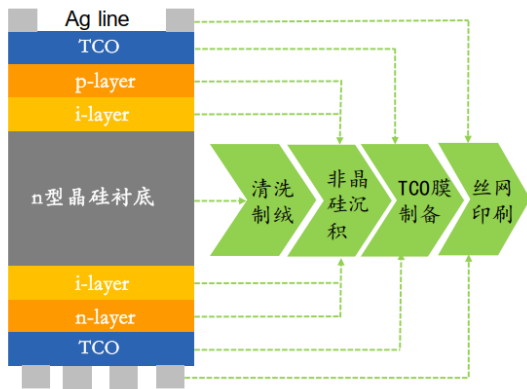 Ag line
TCO
p-layer
i-layer
n型晶硅衬底
i-layer
n-layer
TCO
清洗
制绒
非晶
硅沉
积
TCO膜
制备
丝网
印刷